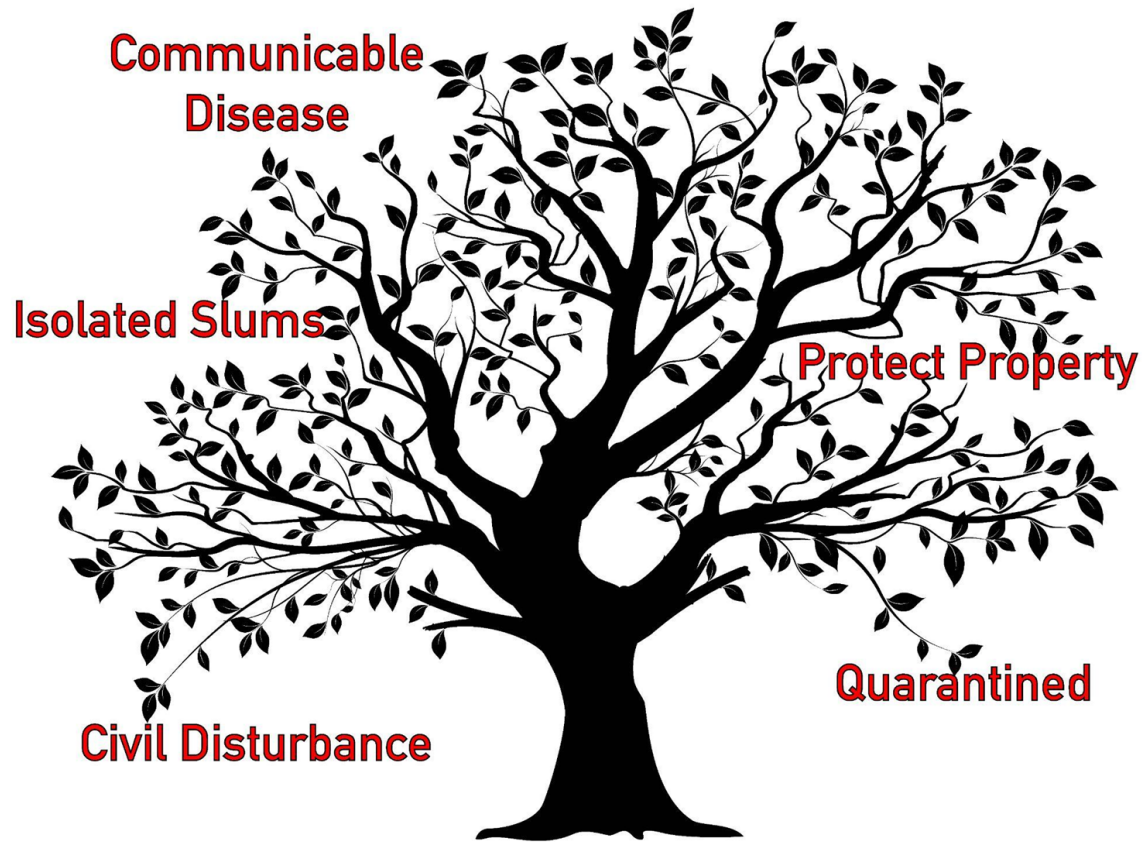 Communicable
Disease
Isolated Slums
Protect Property
Quarantined
Civil Disturbance